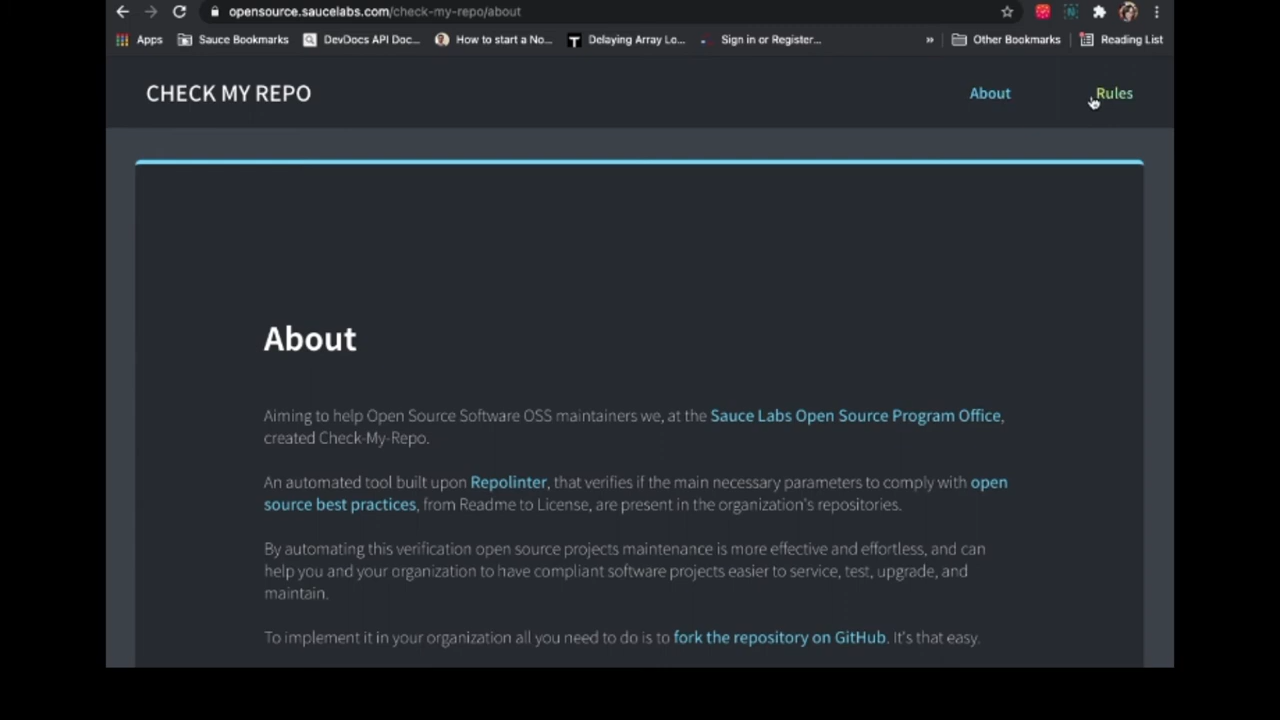 opensource.saucelabs.com/check-my-repo/about
Apps Sauce Bookmarks DevDocs API Doc... How to start a No... Delaying Array Lo... Sign in or Register... » Other Bookmarks Reading List
CHECK MY REPO About Rules
About
Aiming to help Open Source Software OSS maintainers we, at the Sauce Labs Open Source Program Office,
created Check-My-Repo.
An automated tool built upon Repolinter, that verifies if the main necessary parameters to comply with open
source best practices, from Readme to License, are present in the organization's repositories.
By automating this verification open source projects maintenance is more effective and effortless, and can
help you and your organization to have compliant software projects easier to service, test, upgrade, and
maintain.
To implement it in your organization all you need to do is to fork the repository on GitHub. It's that easy.